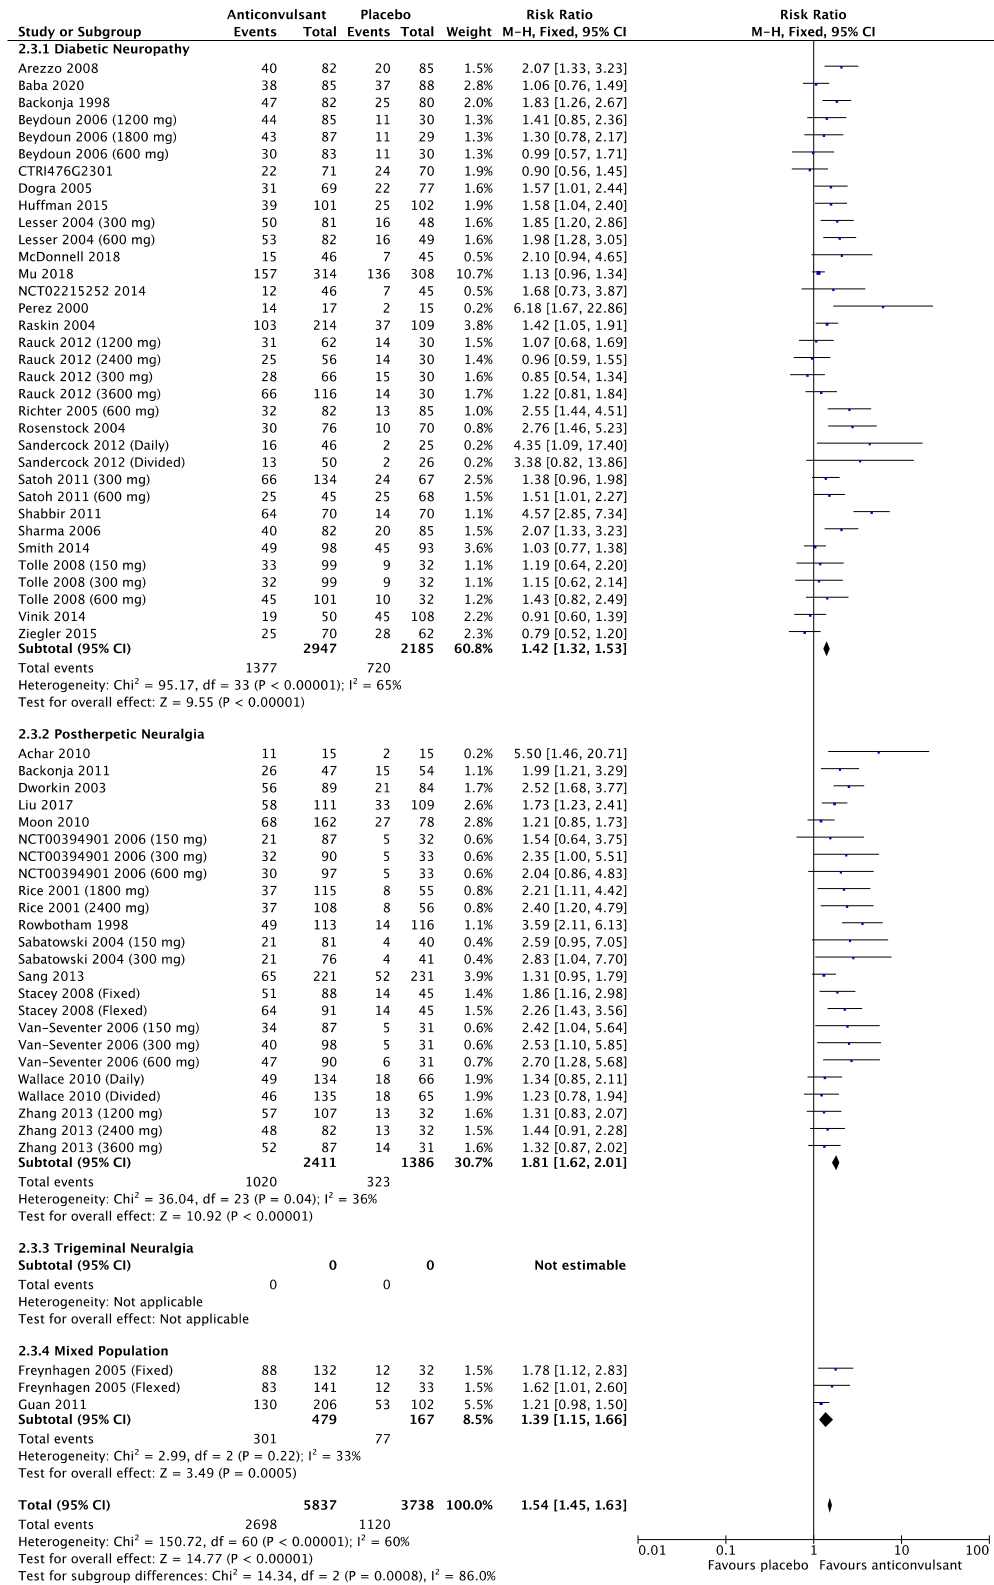 Anticonvulsant Placebo Risk Ratio Risk Ratio
Study or Subgroup Events Total Events Total Weight M-H, Fixed, 95% CI M-H, Fixed, 95% CI
2.3.1 Diabetic Neuropathy
Arezzo 2008 40 82 20 85 1.5% 2.07 [1.33, 3.23]
Baba 2020 38 85 37 88 2.8% 1.06 [0.76, 1.49]
Backonja 1998 47 82 25 80 2.0% 1.83 [1.26, 2.67]
Beydoun 2006 (1200 mg) 44 85 11 30 1.3% 1.41 [0.85, 2.36]
Beydoun 2006 (1800 mg) 43 87 11 29 1.3% 1.30 [0.78, 2.17]
Beydoun 2006 (600 mg) 30 83 11 30 1.3% 0.99 [0.57, 1.71]
CTRI476G2301 22 71 24 70 1.9% 0.90 [0.56, 1.45]
Dogra 2005 31 69 22 77 1.6% 1.57 [1.01, 2.44]
Huffman 2015 39 101 25 102 1.9% 1.58 [1.04, 2.40]
Lesser 2004 (300 mg) 50 81 16 48 1.6% 1.85 [1.20, 2.86]
Lesser 2004 (600 mg) 53 82 16 49 1.6% 1.98 [1.28, 3.05]
McDonnell 2018 15 46 7 45 0.5% 2.10 [0.94, 4.65]
Mu 2018 157 314 136 308 10.7% 1.13 [0.96, 1.34]
NCT02215252 2014 12 46 7 45 0.5% 1.68 [0.73, 3.87]
Perez 2000 14 17 2 15 0.2% 6.18 [1.67, 22.86]
Raskin 2004 103 214 37 109 3.8% 1.42 [1.05, 1.91]
Rauck 2012 (1200 mg) 31 62 14 30 1.5% 1.07 [0.68, 1.69]
Rauck 2012 (2400 mg) 25 56 14 30 1.4% 0.96 [0.59, 1.55]
Rauck 2012 (300 mg) 28 66 15 30 1.6% 0.85 [0.54, 1.34]
Rauck 2012 (3600 mg) 66 116 14 30 1.7% 1.22 [0.81, 1.84]
Richter 2005 (600 mg) 32 82 13 85 1.0% 2.55 [1.44, 4.51]
Rosenstock 2004 30 76 10 70 0.8% 2.76 [1.46, 5.23]
Sandercock 2012 (Daily) 16 46 2 25 0.2% 4.35 [1.09, 17.40]
Sandercock 2012 (Divided) 13 50 2 26 0.2% 3.38 [0.82, 13.86]
Satoh 2011 (300 mg) 66 134 24 67 2.5% 1.38 [0.96, 1.98]
Satoh 2011 (600 mg) 25 45 25 68 1.5% 1.51 [1.01, 2.27]
Shabbir 2011 64 70 14 70 1.1% 4.57 [2.85, 7.34]
Sharma 2006 40 82 20 85 1.5% 2.07 [1.33, 3.23]
Smith 2014 49 98 45 93 3.6% 1.03 [0.77, 1.38]
Tolle 2008 (150 mg) 33 99 9 32 1.1% 1.19 [0.64, 2.20]
Tolle 2008 (300 mg) 32 99 9 32 1.1% 1.15 [0.62, 2.14]
Tolle 2008 (600 mg) 45 101 10 32 1.2% 1.43 [0.82, 2.49]
Vinik 2014 19 50 45 108 2.2% 0.91 [0.60, 1.39]
Ziegler 2015 25 70 28 62 2.3% 0.79 [0.52, 1.20]
Subtotal (95% CI) 2947 2185 60.8% 1.42 [1.32, 1.53]
Total events 1377 720
Heterogeneity: Chi² = 95.17, df = 33 (P < 0.00001); I² = 65%
Test for overall effect: Z = 9.55 (P < 0.00001)
2.3.2 Postherpetic Neuralgia
Achar 2010 11 15 2 15 0.2% 5.50 [1.46, 20.71]
Backonja 2011 26 47 15 54 1.1% 1.99 [1.21, 3.29]
Dworkin 2003 56 89 21 84 1.7% 2.52 [1.68, 3.77]
Liu 2017 58 111 33 109 2.6% 1.73 [1.23, 2.41]
Moon 2010 68 162 27 78 2.8% 1.21 [0.85, 1.73]
NCT00394901 2006 (150 mg) 21 87 5 32 0.6% 1.54 [0.64, 3.75]
NCT00394901 2006 (300 mg) 32 90 5 33 0.6% 2.35 [1.00, 5.51]
NCT00394901 2006 (600 mg) 30 97 5 33 0.6% 2.04 [0.86, 4.83]
Rice 2001 (1800 mg) 37 115 8 55 0.8% 2.21 [1.11, 4.42]
Rice 2001 (2400 mg) 37 108 8 56 0.8% 2.40 [1.20, 4.79]
Rowbotham 1998 49 113 14 116 1.1% 3.59 [2.11, 6.13]
Sabatowski 2004 (150 mg) 21 81 4 40 0.4% 2.59 [0.95, 7.05]
Sabatowski 2004 (300 mg) 21 76 4 41 0.4% 2.83 [1.04, 7.70]
Sang 2013 65 221 52 231 3.9% 1.31 [0.95, 1.79]
Stacey 2008 (Fixed) 51 88 14 45 1.4% 1.86 [1.16, 2.98]
Stacey 2008 (Flexed) 64 91 14 45 1.4% 2.26 [1.43, 3.56]
Van-Seventer 2006 (150 mg) 34 87 5 31 0.6% 2.42 [1.04, 5.64]
Van-Seventer 2006 (300 mg) 40 98 5 31 0.6% 2.53 [1.10, 5.85]
Van-Seventer 2006 (600 mg) 47 90 6 31 0.7% 2.70 [1.28, 5.68]
Wallace 2010 (Daily) 49 134 18 66 1.9% 1.34 [0.85, 2.11]
Wallace 2010 (Divided) 46 135 18 65 1.9% 1.23 [0.78, 1.94]
Zhang 2013 (1200 mg) 57 107 13 32 1.6% 1.31 [0.83, 2.07]
Zhang 2013 (2400 mg) 48 82 13 32 1.5% 1.44 [0.91, 2.28]
Zhang 2013 (3600 mg) 52 87 14 31 1.6% 1.32 [0.87, 2.02]
Subtotal (95% CI) 2411 1386 30.7% 1.81 [1.62, 2.01]
Total events 1020 323
Heterogeneity: Chi² = 36.04, df = 23 (P = 0.04); I² = 36%
Test for overall effect: Z = 10.92 (P < 0.00001)
2.3.3 Trigeminal Neuralgia
Subtotal (95% CI) 0 0 Not estimable
Total events 0 0
Heterogeneity: Not applicable
Test for overall effect: Not applicable
2.3.4 Mixed Population
Freynhagen 2005 (Fixed) 88 132 12 32 1.5% 1.78 [1.12, 2.83]
Freynhagen 2005 (Flexed) 83 141 12 33 1.5% 1.62 [1.01, 2.60]
Guan 2011 130 206 53 102 5.5% 1.21 [0.98, 1.50]
Subtotal (95% CI) 479 167 8.5% 1.39 [1.15, 1.66]
Total events 301 77
Heterogeneity: Chi² = 2.99, df = 2 (P = 0.22); I² = 33%
Test for overall effect: Z = 3.49 (P = 0.0005)
Total (95% CI) 5837 3738 100.0% 1.54 [1.45, 1.63]
Total events 2698 1120
Heterogeneity: Chi² = 150.72, df = 60 (P < 0.00001); I² = 60%
Test for overall effect: Z = 14.77 (P < 0.00001)
Test for subgroup differences: Chi² = 14.34, df = 2 (P = 0.0008), I² = 86.0%
0.01 0.1 1 10 100
Favours placebo Favours anticonvulsant